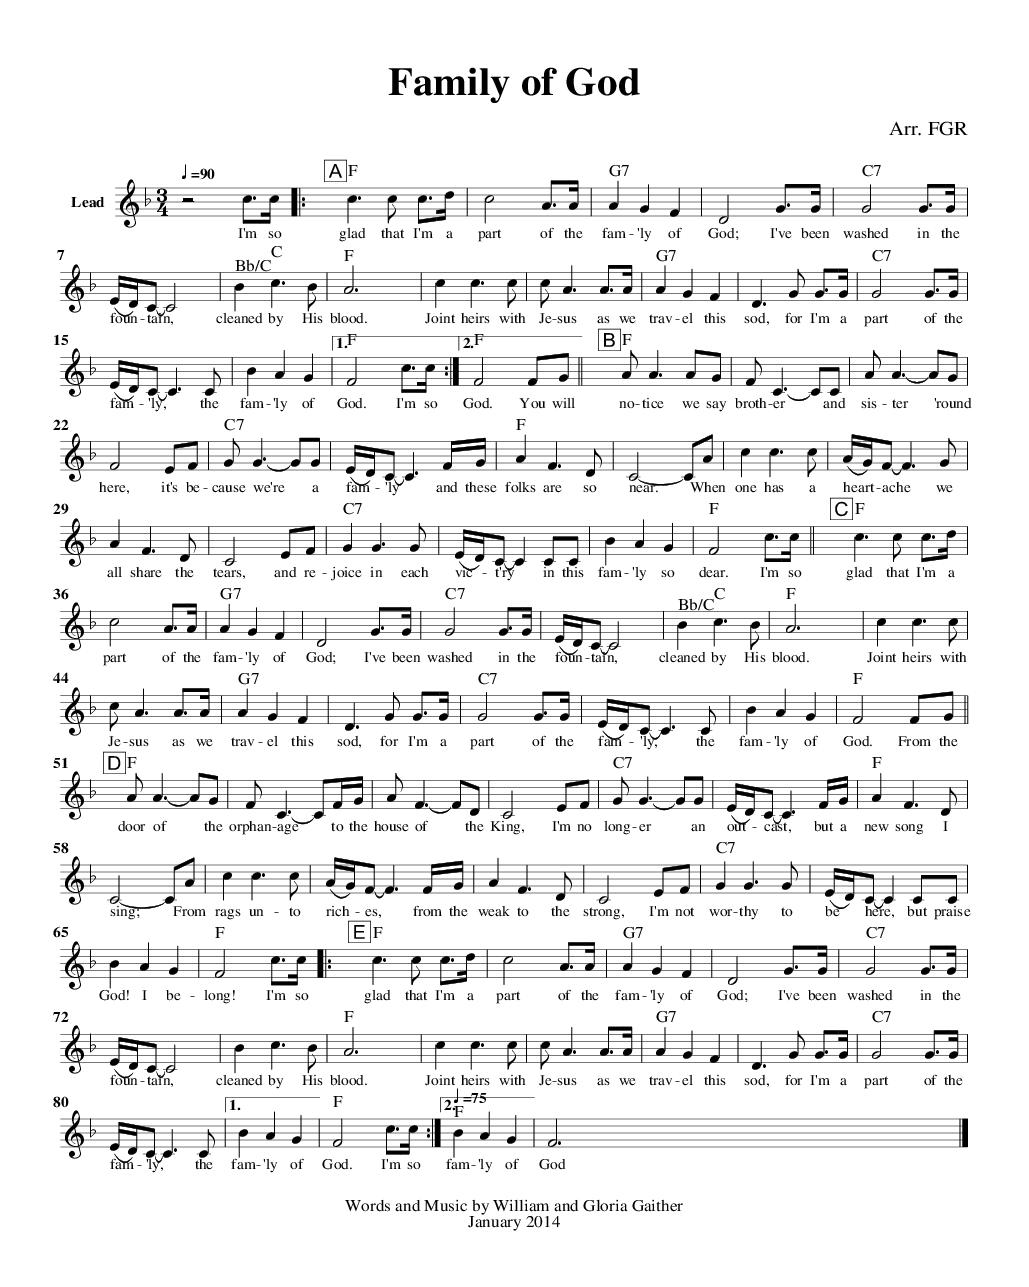 Family of God
Arr. FGR
♩=90
A F G7 C7
Lead
3/4
I'm so glad that I'm a part of the fam-'ly of God; I've been washed in the
7 Bb/C C F G7 C7
foun-tain, cleaned by His blood. Joint heirs with Je-sus as we trav-el this sod, for I'm a part of the
15 1. F 2. F B F
fam-'ly, the fam-'ly of God. I'm so God. You will no-tice we say broth-er and sis-ter 'round
22 C7 F
here, it's be-cause we're a fam-'ly and these folks are so near. When one has a heart-ache we
29 C7 F C F
all share the tears, and re-joice in each vic-t'ry in this fam-'ly so dear. I'm so glad that I'm a
36 G7 C7 Bb/C C F
part of the fam-'ly of God; I've been washed in the foun-tain, cleaned by His blood. Joint heirs with
44 G7 C7 F
Je-sus as we trav-el this sod, for I'm a part of the fam-'ly, the fam-'ly of God. From the
51 D F C7 F
door of the orphan-age to the house of the King, I'm no long-er an out-cast, but a new song I
58 C7
sing; From rags un-to rich-es, from the weak to the strong, I'm not wor-thy to be here, but praise
65 F E F G7 C7
God! I be-long! I'm so glad that I'm a part of the fam-'ly of God; I've been washed in the
72 F G7 C7
foun-tain, cleaned by His blood. Joint heirs with Je-sus as we trav-el this sod, for I'm a part of the
80 1. F 2. ♩=75 F
fam-'ly, the fam-'ly of God. I'm so fam-'ly of God
Words and Music by William and Gloria Gaither
January 2014